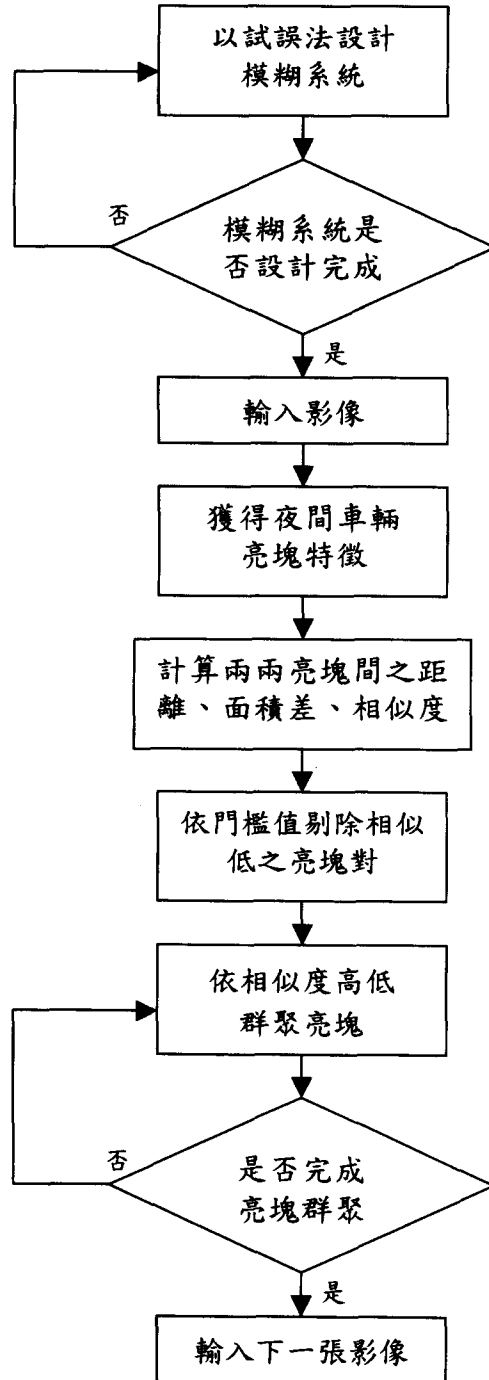 以試誤法設計
模糊系統
否
模糊系統是
否設計完成
是
輸入影像
獲得夜間車輛
亮塊特徵
計算兩兩亮塊間之距
離、面積差、相似度
依門檻值剔除相似
低之亮塊對
依相似度高低
群聚亮塊
否
是否完成
亮塊群聚
是
輸入下一張影像